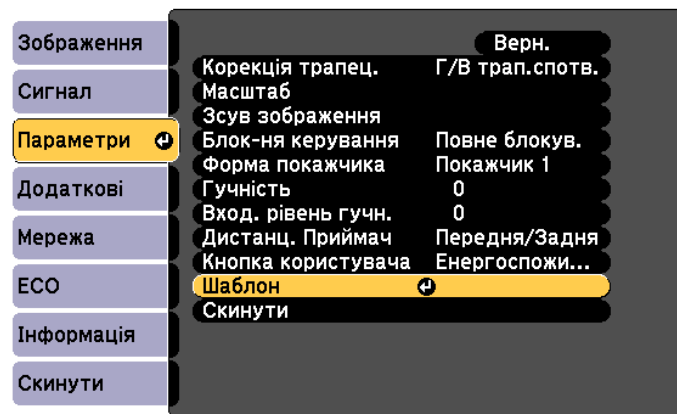 Зображення
Сигнал
Параметри
Додаткові
Мережа
ECO
Інформація
Скинути
Верн.
Корекція трапец. Г/В трап.спотв.
Масштаб
Зсув зображення
Блок-ня керування Повне блокув.
Форма покажчика Покажчик 1
Гучність 0
Вход. рівень гучн. 0
Дистанц. Приймач Передня/Задня
Кнопка користувача Енергоспожи...
Шаблон
Скинути